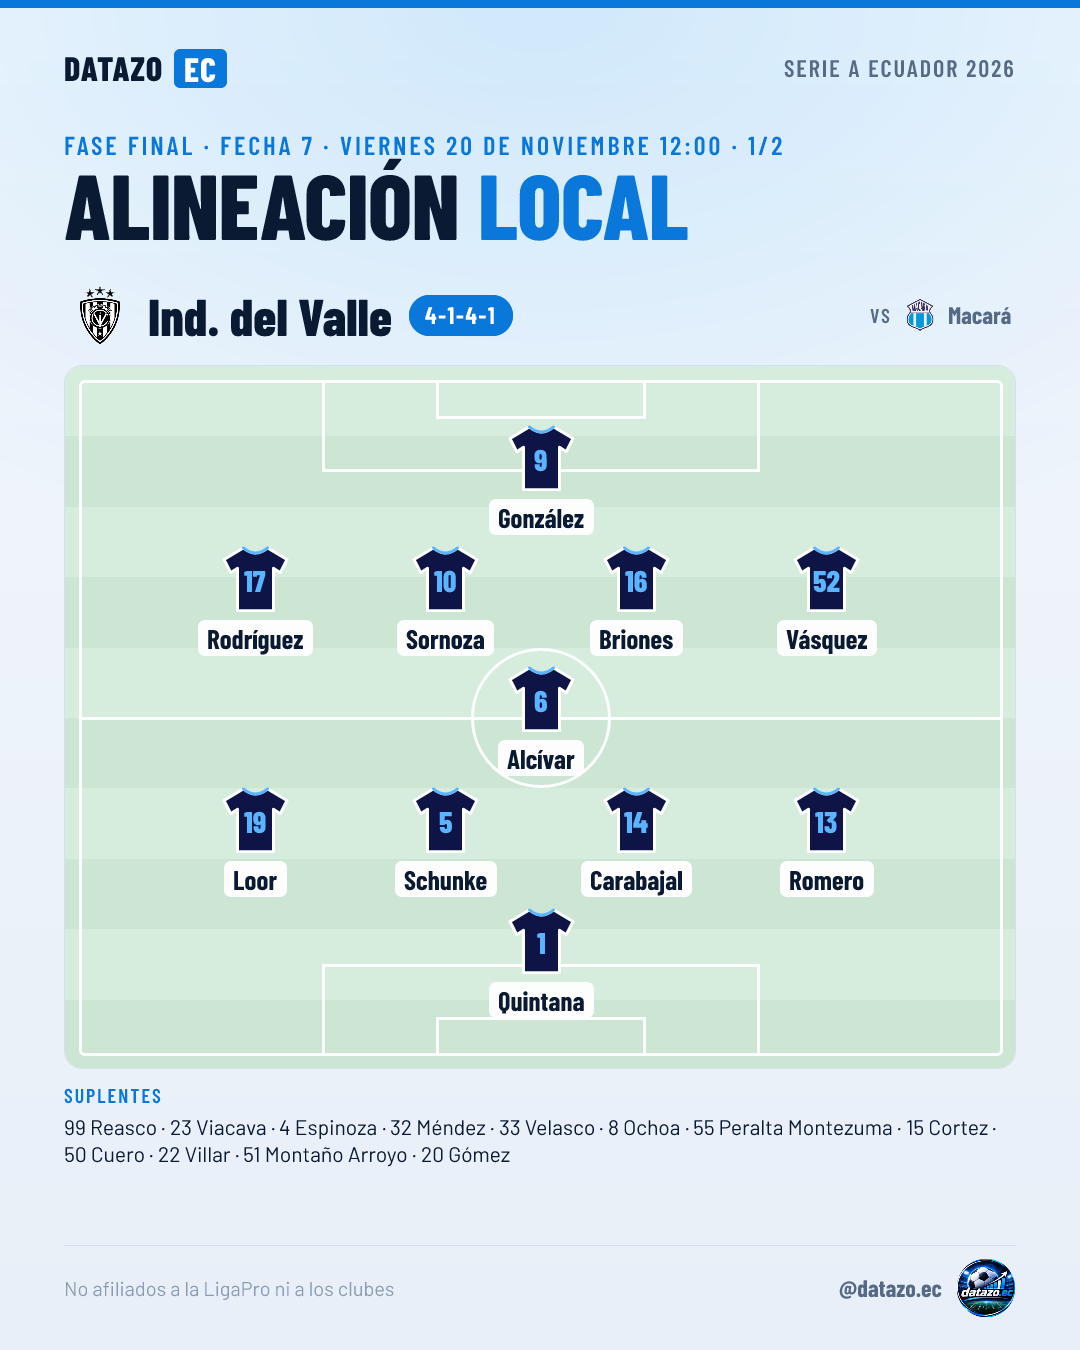 DATAZO EC
SERIE A ECUADOR 2026
FASE FINAL · FECHA 7 · VIERNES 20 DE NOVIEMBRE 12:00 · 1/2
ALINEACIÓN LOCAL
Ind. del Valle 4-1-4-1
VS Macará
9
González
17 10 16 52
Rodríguez Sornoza Briones Vásquez
6
Alcívar
19 5 14 13
Loor Schunke Carabajal Romero
1
Quintana
SUPLENTES
99 Reasco · 23 Viacava · 4 Espinoza · 32 Méndez · 33 Velasco · 8 Ochoa · 55 Peralta Montezuma · 15 Cortez ·
50 Cuero · 22 Villar · 51 Montaño Arroyo · 20 Gómez
No afiliados a la LigaPro ni a los clubes
@datazo.ec
datazo.ec